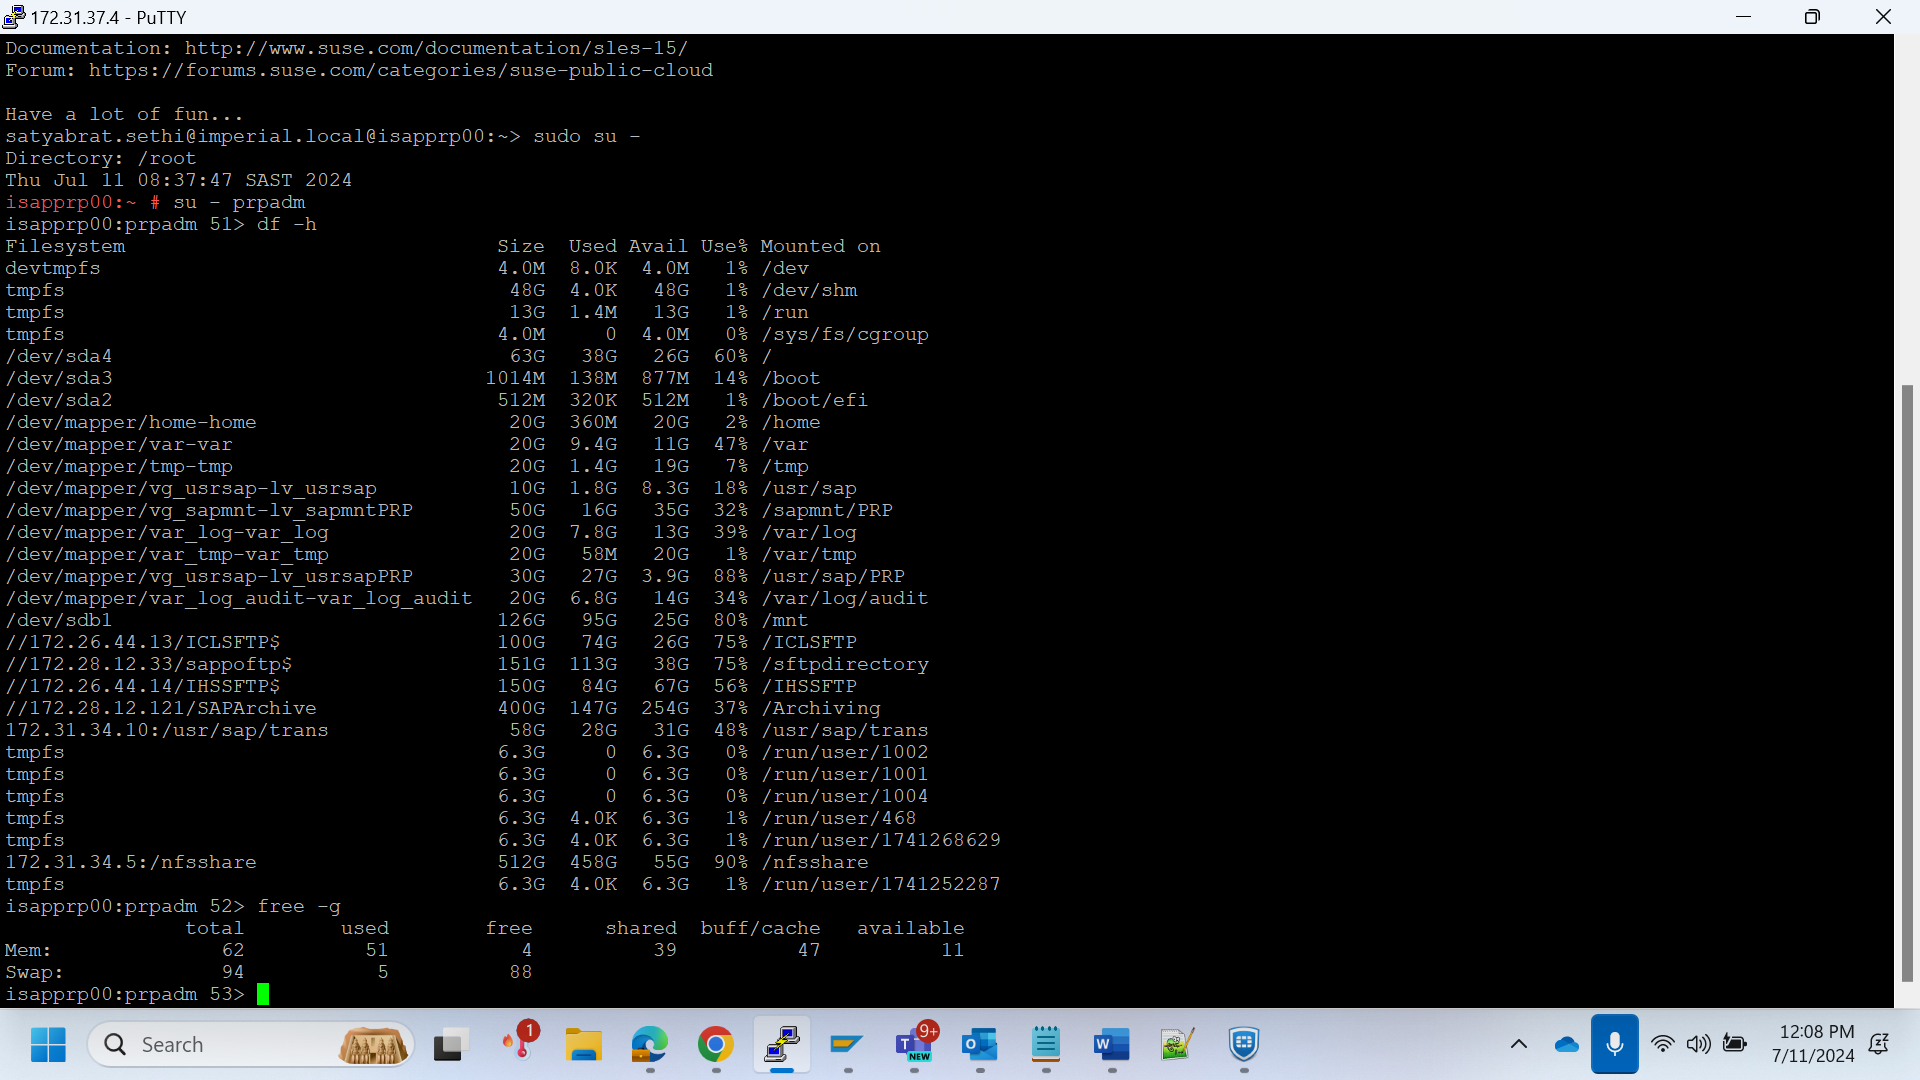 172.31.37.4 - PuTTY
Documentation: http://www.suse.com/documentation/sles-15/
Forum: https://forums.suse.com/categories/suse-public-cloud
Have a lot of fun...
satyabrat.sethi@imperial.local@isapprp00:~> sudo su -
Directory: /root
Thu Jul 11 08:37:47 SAST 2024
isapprp00:~ # su - prpadm
isapprp00:prpadm 51> df -h
Filesystem Size Used Avail Use% Mounted on
devtmpfs 4.0M 8.0K 4.0M 1% /dev
tmpfs 48G 4.0K 48G 1% /dev/shm
tmpfs 13G 1.4M 13G 1% /run
tmpfs 4.0M 0 4.0M 0% /sys/fs/cgroup
/dev/sda4 63G 38G 26G 60% /
/dev/sda3 1014M 138M 877M 14% /boot
/dev/sda2 512M 320K 512M 1% /boot/efi
/dev/mapper/home-home 20G 360M 20G 2% /home
/dev/mapper/var-var 20G 9.4G 11G 47% /var
/dev/mapper/tmp-tmp 20G 1.4G 19G 7% /tmp
/dev/mapper/vg_usrsap-lv_usrsap 10G 1.8G 8.3G 18% /usr/sap
/dev/mapper/vg_sapmnt-lv_sapmntPRP 50G 16G 35G 32% /sapmnt/PRP
/dev/mapper/var_log-var_log 20G 7.8G 13G 39% /var/log
/dev/mapper/var_tmp-var_tmp 20G 58M 20G 1% /var/tmp
/dev/mapper/vg_usrsap-lv_usrsapPRP 30G 27G 3.9G 88% /usr/sap/PRP
/dev/mapper/var_log_audit-var_log_audit 20G 6.8G 14G 34% /var/log/audit
/dev/sdb1 126G 95G 25G 80% /mnt
//172.26.44.13/ICLSFTP$ 100G 74G 26G 75% /ICLSFTP
//172.28.12.33/sappoftp$ 151G 113G 38G 75% /sftpdirectory
//172.26.44.14/IHSSFTP$ 150G 84G 67G 56% /IHSSFTP
//172.28.12.121/SAPArchive 400G 147G 254G 37% /Archiving
172.31.34.10:/usr/sap/trans 58G 28G 31G 48% /usr/sap/trans
tmpfs 6.3G 0 6.3G 0% /run/user/1002
tmpfs 6.3G 0 6.3G 0% /run/user/1001
tmpfs 6.3G 0 6.3G 0% /run/user/1004
tmpfs 6.3G 4.0K 6.3G 1% /run/user/468
tmpfs 6.3G 4.0K 6.3G 1% /run/user/1741268629
172.31.34.5:/nfsshare 512G 458G 55G 90% /nfsshare
tmpfs 6.3G 4.0K 6.3G 1% /run/user/1741252287
isapprp00:prpadm 52> free -g
total used free shared buff/cache available
Mem: 62 51 4 39 47 11
Swap: 94 5 88
isapprp00:prpadm 53>
Search
1
9+
NEW
12:08 PM
7/11/2024